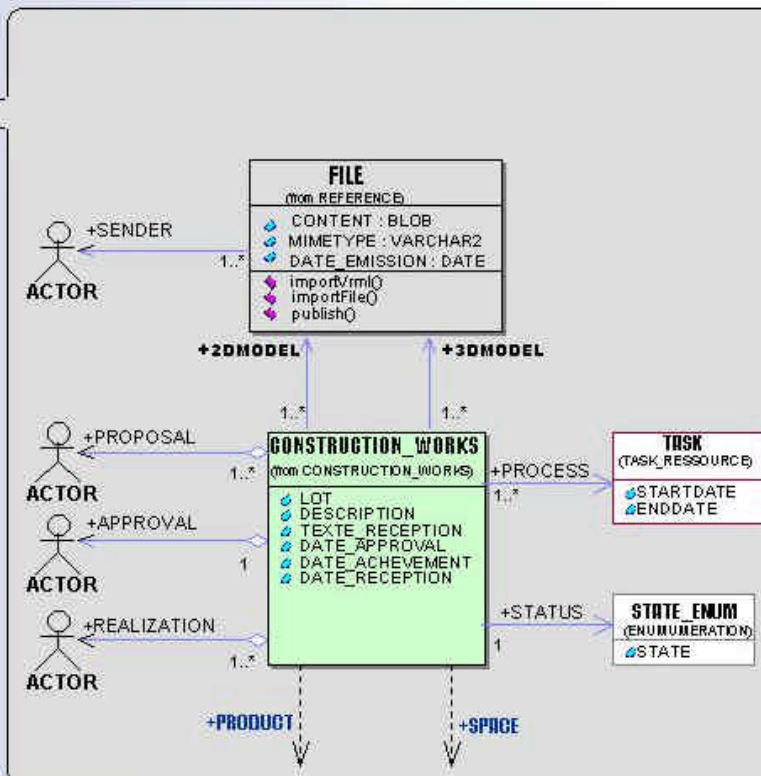 FILE
(from REFERENCE)
CONTENT : BLOB
MIMETYPE : VARCHAR2
DATE_EMISSION : DATE
importVrml()
importFile()
publish()
+SENDER
1..*
ACTOR
+2DMODEL
+3DMODEL
1..*
1..*
+PROPOSAL
1..*
ACTOR
+APPROVAL
1
ACTOR
+REALIZATION
1..*
ACTOR
CONSTRUCTION_WORKS
(from CONSTRUCTION_WORKS)
LOT
DESCRIPTION
TEXTE_RECEPTION
DATE_APPROVAL
DATE_ACHEVEMENT
DATE_RECEPTION
+PROCESS
1..*
TASK
(TASK_RESSOURCE)
STARTDATE
ENDDATE
+STATUS
1
STATE_ENUM
(ENUMUMERATION)
STATE
+PRODUCT
+SPACE